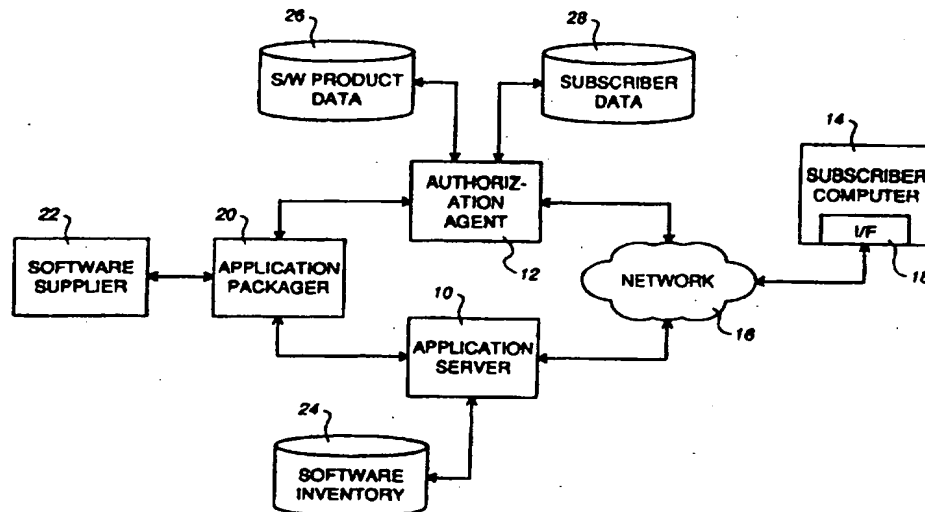 26
S/W PRODUCT
DATA
28
SUBSCRIBER
DATA
14
SUBSCRIBER
COMPUTER
I/F
18
AUTHORIZ-
ATION
AGENT
12
20
APPLICATION
PACKAGER
22
SOFTWARE
SUPPLIER
NETWORK
16
10
APPLICATION
SERVER
24
SOFTWARE
INVENTORY